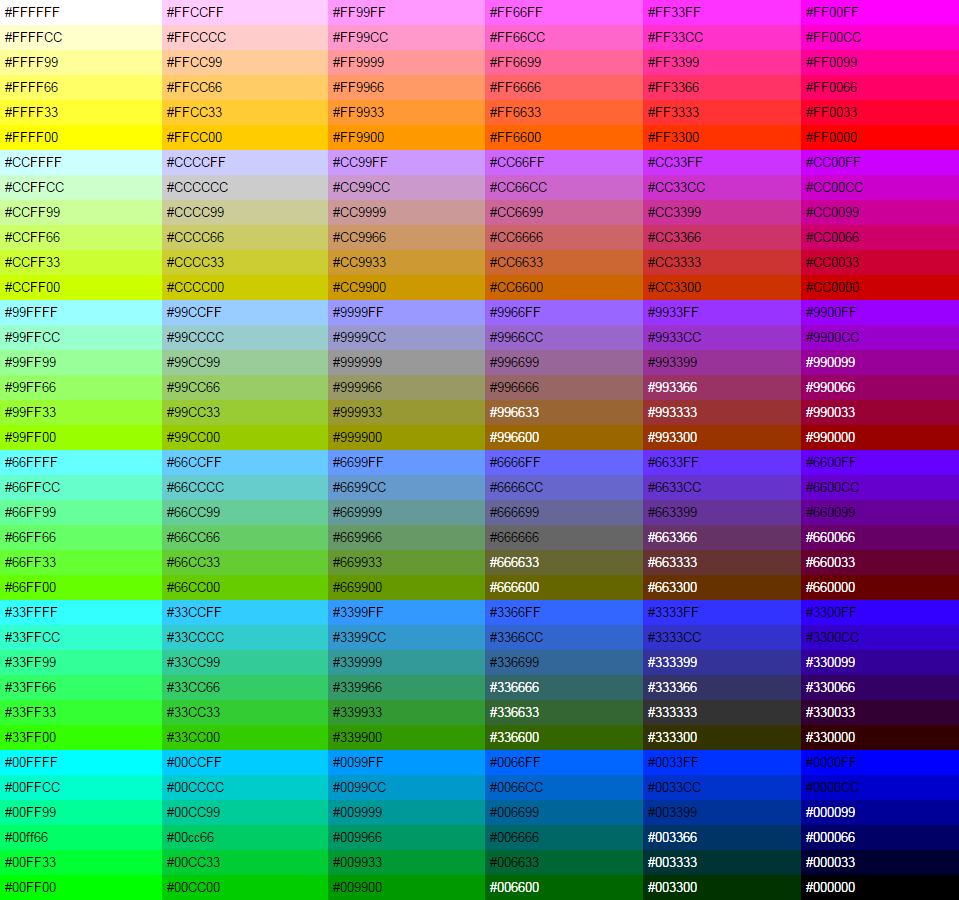 #FFFFFF #FFCCFF #FF99FF #FF66FF #FF33FF #FF00FF
#FFFFCC #FFCCCC #FF99CC #FF66CC #FF33CC #FF00CC
#FFFF99 #FFCC99 #FF9999 #FF6699 #FF3399 #FF0099
#FFFF66 #FFCC66 #FF9966 #FF6666 #FF3366 #FF0066
#FFFF33 #FFCC33 #FF9933 #FF6633 #FF3333 #FF0033
#FFFF00 #FFCC00 #FF9900 #FF6600 #FF3300 #FF0000
#CCFFFF #CCCCFF #CC99FF #CC66FF #CC33FF #CC00FF
#CCFFCC #CCCCCC #CC99CC #CC66CC #CC33CC #CC00CC
#CCFF99 #CCCC99 #CC9999 #CC6699 #CC3399 #CC0099
#CCFF66 #CCCC66 #CC9966 #CC6666 #CC3366 #CC0066
#CCFF33 #CCCC33 #CC9933 #CC6633 #CC3333 #CC0033
#CCFF00 #CCCC00 #CC9900 #CC6600 #CC3300 #CC0000
#99FFFF #99CCFF #9999FF #9966FF #9933FF #9900FF
#99FFCC #99CCCC #9999CC #9966CC #9933CC #9900CC
#99FF99 #99CC99 #999999 #996699 #993399 #990099
#99FF66 #99CC66 #999966 #996666 #993366 #990066
#99FF33 #99CC33 #999933 #996633 #993333 #990033
#99FF00 #99CC00 #999900 #996600 #993300 #990000
#66FFFF #66CCFF #6699FF #6666FF #6633FF #6600FF
#66FFCC #66CCCC #6699CC #6666CC #6633CC #6600CC
#66FF99 #66CC99 #669999 #666699 #663399 #660099
#66FF66 #66CC66 #669966 #666666 #663366 #660066
#66FF33 #66CC33 #669933 #666633 #663333 #660033
#66FF00 #66CC00 #669900 #666600 #663300 #660000
#33FFFF #33CCFF #3399FF #3366FF #3333FF #3300FF
#33FFCC #33CCCC #3399CC #3366CC #3333CC #3300CC
#33FF99 #33CC99 #339999 #336699 #333399 #330099
#33FF66 #33CC66 #339966 #336666 #333366 #330066
#33FF33 #33CC33 #339933 #336633 #333333 #330033
#33FF00 #33CC00 #339900 #336600 #333300 #330000
#00FFFF #00CCFF #0099FF #0066FF #0033FF #0000FF
#00FFCC #00CCCC #0099CC #0066CC #0033CC #0000CC
#00FF99 #00CC99 #009999 #006699 #003399 #000099
#00ff66 #00cc66 #009966 #006666 #003366 #000066
#00FF33 #00CC33 #009933 #006633 #003333 #000033
#00FF00 #00CC00 #009900 #006600 #003300 #000000